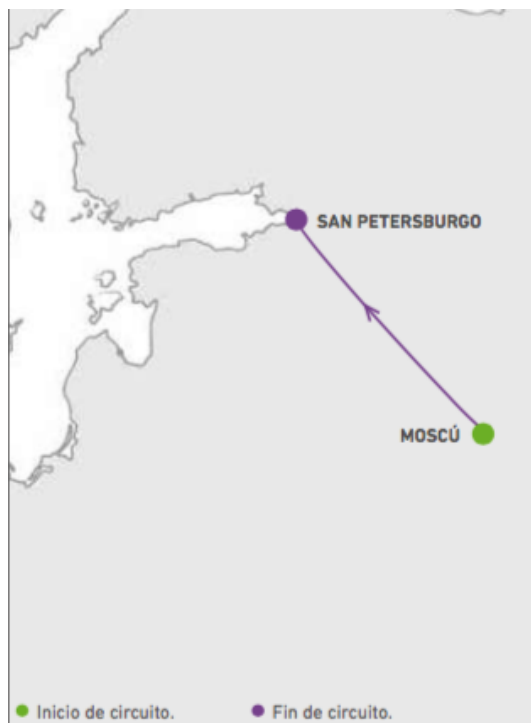 SAN PETERSBURGO
MOSCÚ
Inicio de circuito.
Fin de circuito.